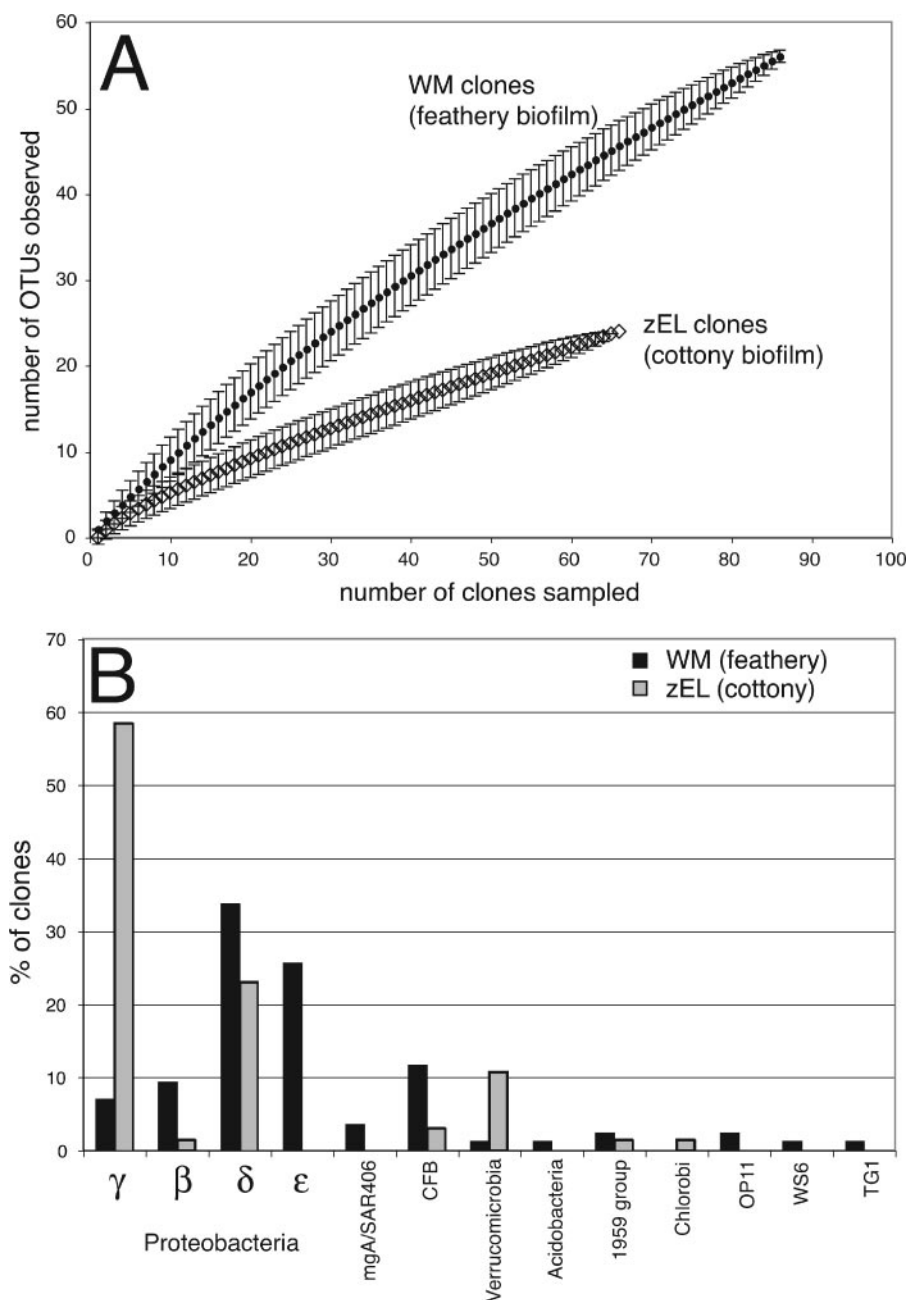 A
60
50
40
30
20
10
0
number of OTUs observed
WM clones
(feathery biofilm)
zEL clones
(cottony biofilm)
0 10 20 30 40 50 60 70 80 90 100
number of clones sampled
B
70
60
50
40
30
20
10
0
% of clones
WM (feathery)
zEL (cottony)
γ β δ ε
Proteobacteria
mgA/SAR406
CFB
Verrucomicrobia
Acidobacteria
1959 group
Chlorobi
OP11
WS6
TG1